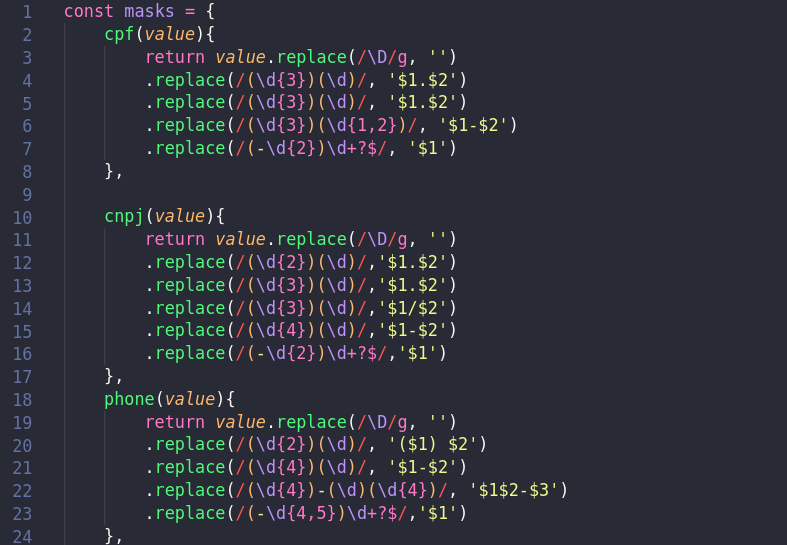 1 const masks = {
2 cpf(value){
3 return value.replace(/\D/g, '')
4 .replace(/(\d{3})(\d)/, '$1.$2')
5 .replace(/(\d{3})(\d)/, '$1.$2')
6 .replace(/(\d{3})(\d{1,2})/, '$1-$2')
7 .replace(/(-\d{2})\d+?$/, '$1')
8 },
9
10 cnpj(value){
11 return value.replace(/\D/g, '')
12 .replace(/(\d{2})(\d)/,'$1.$2')
13 .replace(/(\d{3})(\d)/,'$1.$2')
14 .replace(/(\d{3})(\d)/,'$1/$2')
15 .replace(/(\d{4})(\d)/,'$1-$2')
16 .replace(/(-\d{2})\d+?$/,'$1')
17 },
18 phone(value){
19 return value.replace(/\D/g, '')
20 .replace(/(\d{2})(\d)/, '($1) $2')
21 .replace(/(\d{4})(\d)/, '$1-$2')
22 .replace(/(\d{4})-(\d)(\d{4})/, '$1$2-$3')
23 .replace(/(-\d{4,5})\d+?$/,'$1')
24 },